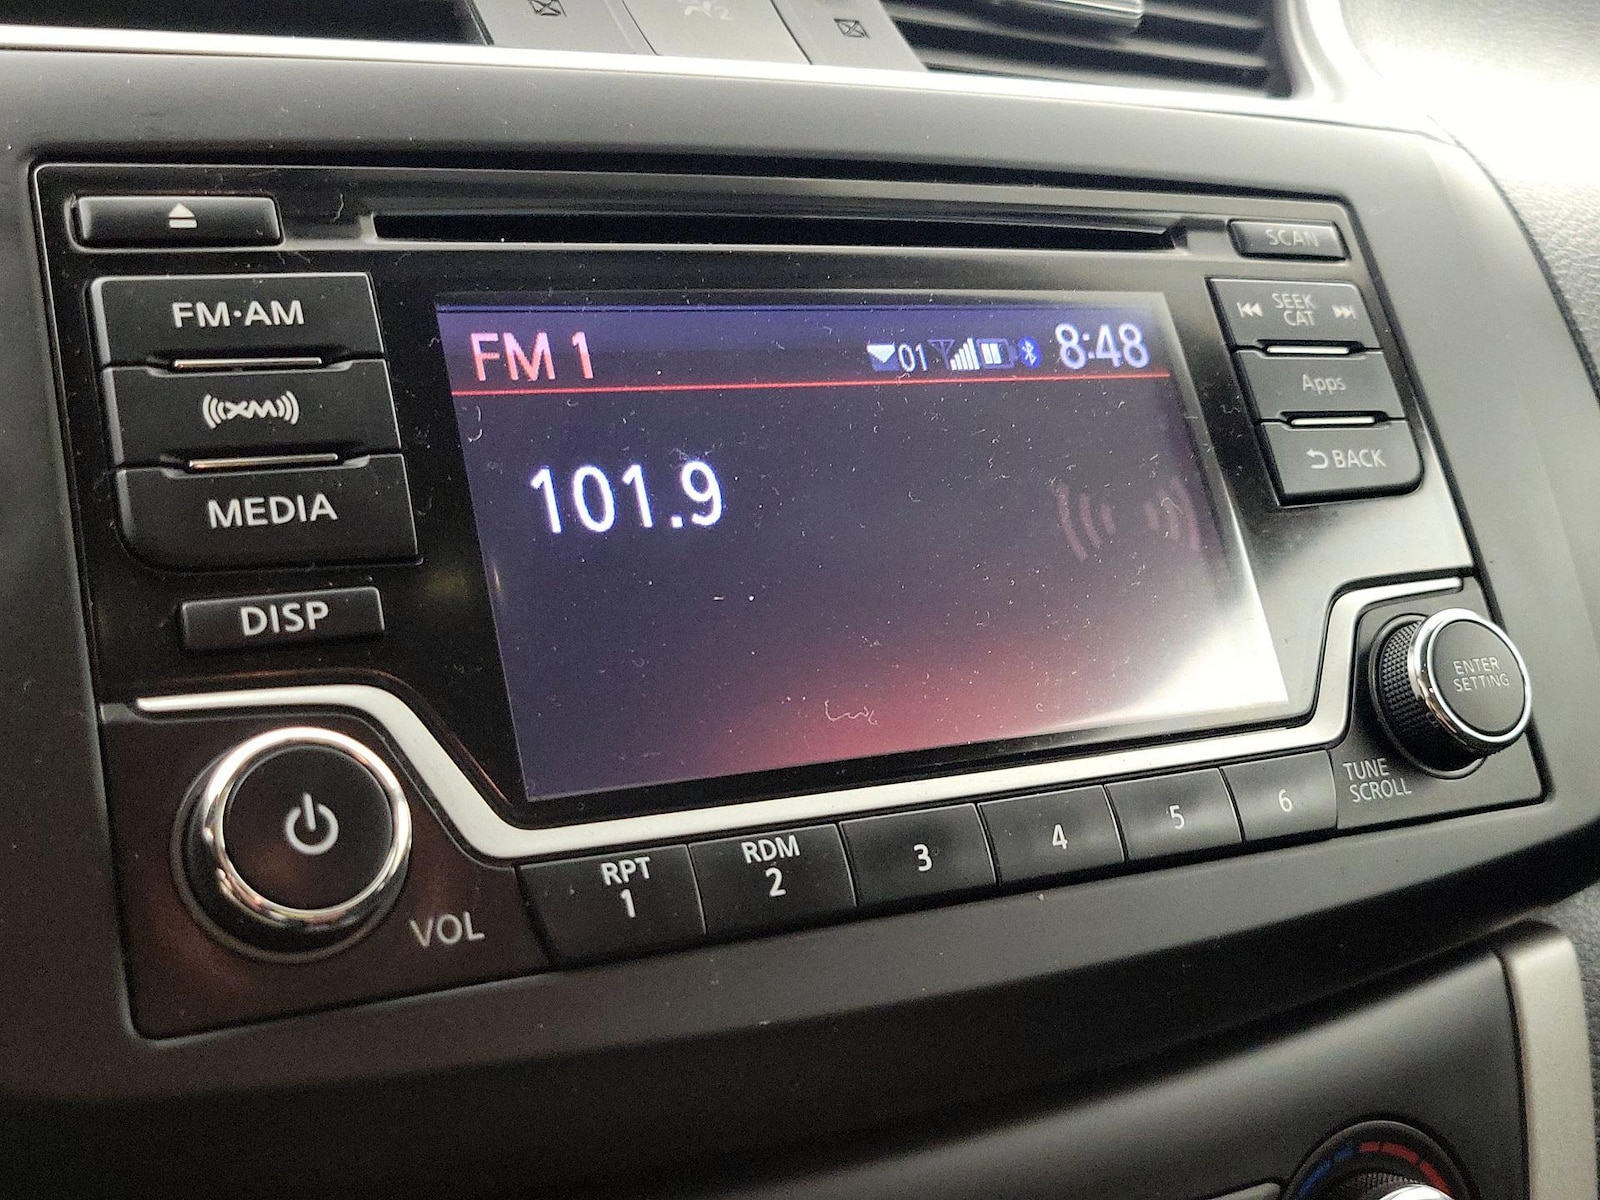 SCAN
FM·AM
SEEK
CAT
FM 1
01
8:48
XM
Apps
101.9
BACK
MEDIA
DISP
ENTER
SETTING
TUNE
SCROLL
RPT
1
RDM
2
3
4
5
6
VOL